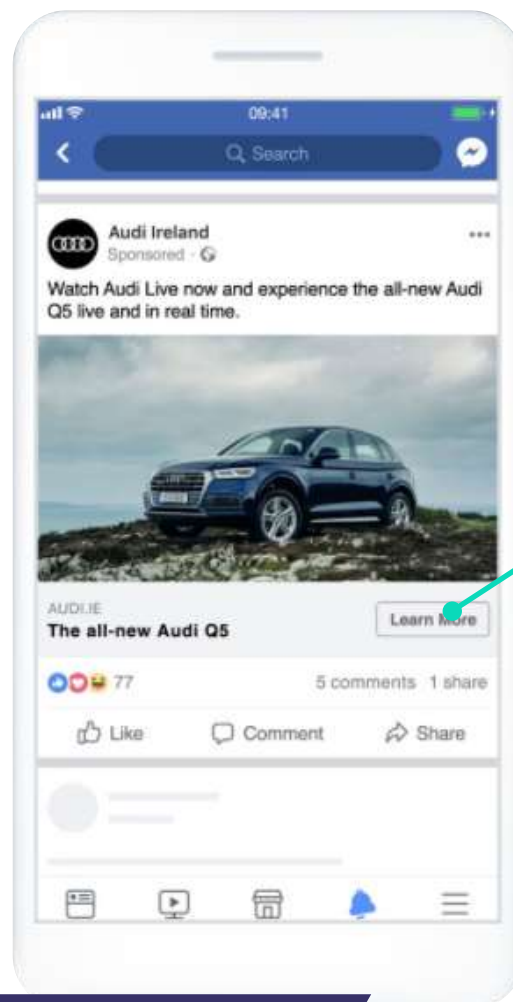 09:41
Search
Audi Ireland
Sponsored ·
Watch Audi Live now and experience the all-new Audi
Q5 live and in real time.
AUDI.IE
The all-new Audi Q5
Learn More
77
5 comments 1 share
Like
Comment
Share